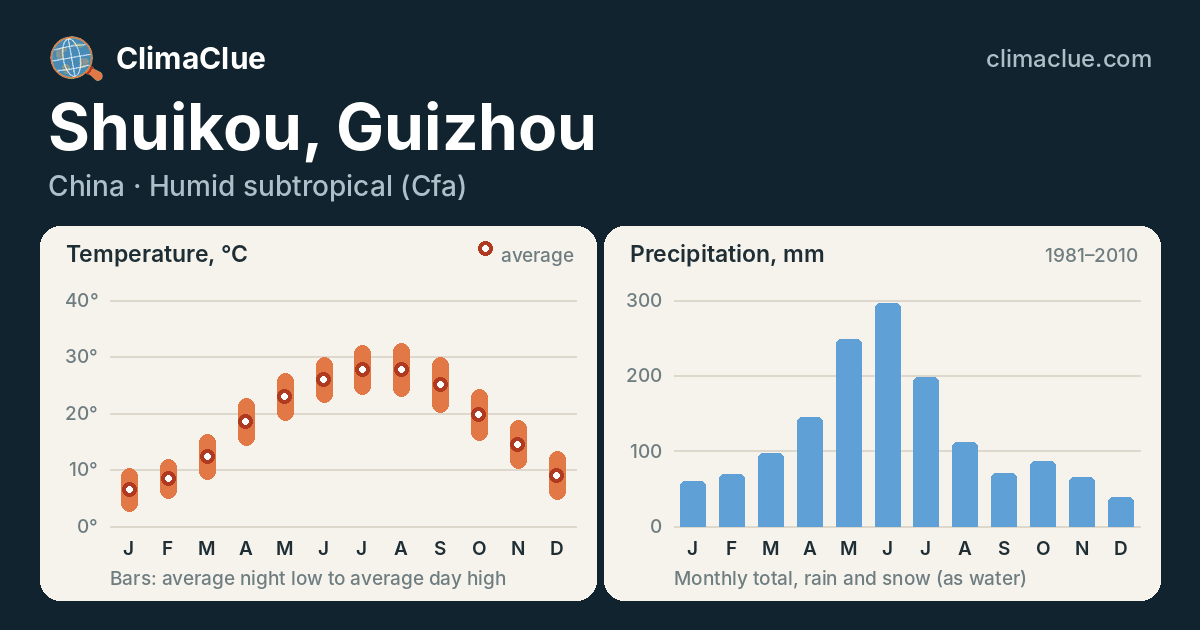 ClimaClue
climaclue.com
Shuikou, Guizhou
China · Humid subtropical (Cfa)
Temperature, °C
average
40°
30°
20°
10°
0°
J F M A M J J A S O N D
Bars: average night low to average day high
Precipitation, mm
1981–2010
300
200
100
0
J F M A M J J A S O N D
Monthly total, rain and snow (as water)